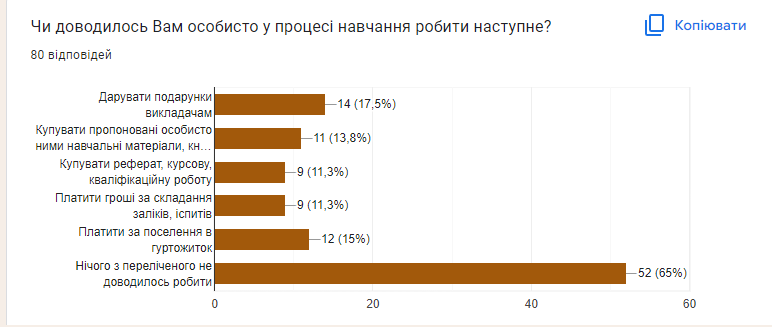 Чи доводилось Вам особисто у процесі навчання робити наступне?
Копіювати
80 відповідей
Дарувати подарунки
викладачам
14 (17,5%)
Купувати пропоновані особисто
ними навчальні матеріали, кн...
11 (13,8%)
Купувати реферат, курсову,
кваліфікаційну роботу
9 (11,3%)
Платити гроші за складання
заліків, іспитів
9 (11,3%)
Платити за поселення в
гуртожиток
12 (15%)
Нічого з переліченого не
доводилось робити
52 (65%)
0
20
40
60